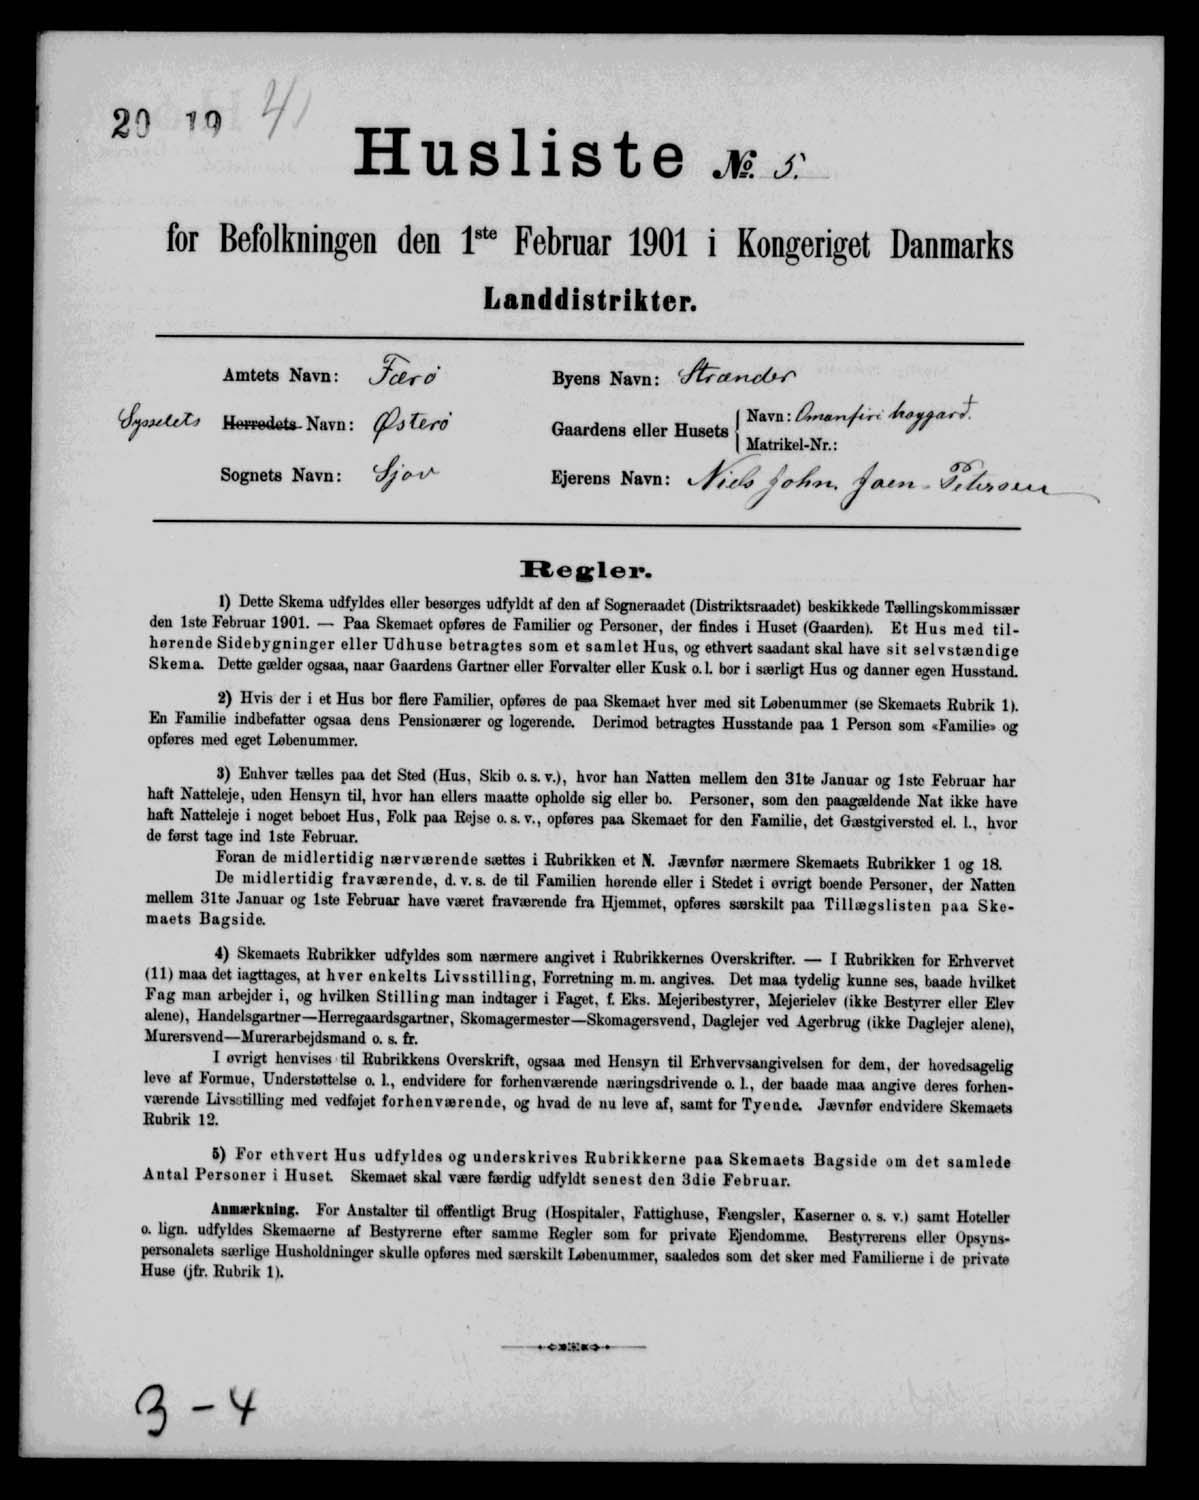 20 19 4)
Husliste No. 5.
for Befolkningen den 1ste Februar 1901 i Kongeriget Danmarks
Landdistrikter.
Amtets Navn: Færø
Byens Navn: Strænder
Sysselets Herredets Navn: Østerø
Gaardens eller Husets Navn: Omanfiri haygard.
Matrikel-Nr.:
Sognets Navn: Sjov
Ejerens Navn: Niels John. Joen. Petersen
Regler.
1) Dette Skema udfyldes eller besørges udfyldt af den af Sogneraadet (Distriktsraadet) beskikkede Tællingskommissær
den 1ste Februar 1901. — Paa Skemaet opføres de Familier og Personer, der findes i Huset (Gaarden). Et Hus med til-
hørende Sidebygninger eller Udhuse betragtes som et samlet Hus, og ethvert saadant skal have sit selvstændige
Skema. Dette gælder ogsaa, naar Gaardens Gartner eller Forvalter eller Kusk o. l. bor i særligt Hus og danner egen Husstand.
2) Hvis der i et Hus bor flere Familier, opføres de paa Skemaet hver med sit Løbenummer (se Skemaets Rubrik 1).
En Familie indbefatter ogsaa dens Pensionærer og logerende. Derimod betragtes Husstande paa 1 Person som «Familie» og
opføres med eget Løbenummer.
3) Enhver tælles paa det Sted (Hus, Skib o. s. v.), hvor han Natten mellem den 31te Januar og 1ste Februar har
haft Natteleje, uden Hensyn til, hvor han ellers maatte opholde sig eller bo. Personer, som den paagældende Nat ikke have
haft Natteleje i noget beboet Hus, Folk paa Rejse o. s. v., opføres paa Skemaet for den Familie, det Gæstgiversted el. l., hvor
de først tage ind 1ste Februar.
Foran de midlertidig nærværende sættes i Rubrikken et N. Jævnfør nærmere Skemaets Rubrikker 1 og 18.
De midlertidig fraværende, d. v. s. de til Familien hørende eller i Stedet i øvrigt boende Personer, der Natten
mellem 31te Januar og 1ste Februar have været fraværende fra Hjemmet, opføres særskilt paa Tillægslisten paa Ske-
maets Bagside.
4) Skemaets Rubrikker udfyldes som nærmere angivet i Rubrikkernes Overskrifter. — I Rubrikken for Erhvervet
(11) maa det iagttages, at hver enkelts Livsstilling, Forretning m. m. angives. Det maa tydelig kunne ses, baade hvilket
Fag man arbejder i, og hvilken Stilling man indtager i Faget, f. Eks. Mejeribestyrer, Mejerielev (ikke Bestyrer eller Elev
alene), Handelsgartner—Herregaardsgartner, Skomagermester—Skomagersvend, Daglejer ved Agerbrug (ikke Daglejer alene),
Murersvend—Murerarbejdsmand o. s. fr.
I øvrigt henvises til Rubrikkens Overskrift, ogsaa med Hensyn til Erhvervsangivelsen for dem, der hovedsagelig
leve af Formue, Understøttelse o. l., endvidere for forhenværende næringsdrivende o. l., der baade maa angive deres forhen-
værende Livsstilling med vedføjet forhenværende, og hvad de nu leve af, samt for Tyende. Jævnfør endvidere Skemaets
Rubrik 12.
5) For ethvert Hus udfyldes og underskrives Rubrikkerne paa Skemaets Bagside om det samlede
Antal Personer i Huset. Skemaet skal være færdig udfyldt senest den 3die Februar.
Anmærkning. For Anstalter til offentligt Brug (Hospitaler, Fattighuse, Fængsler, Kaserner o. s. v.) samt Hoteller
o. lign. udfyldes Skemaerne af Bestyrerne efter samme Regler som for private Ejendomme. Bestyrerens eller Opsyns-
personalets særlige Husholdninger skulle opføres med særskilt Løbenummer, saaledes som det sker med Familierne i de private
Huse (jfr. Rubrik 1).
3 - 4